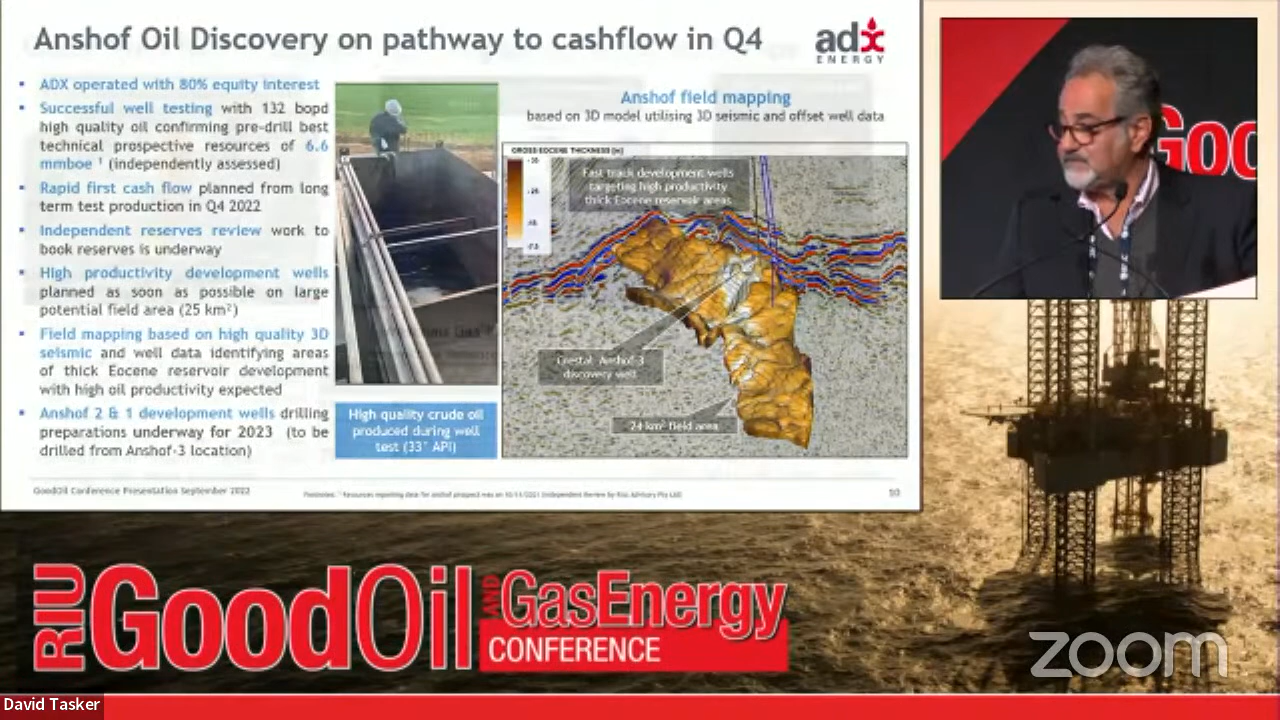 Anshof Oil Discovery on pathway to cashflow in Q4
adx
ENERGY
ADX operated with 80% equity interest
Successful well testing with 132 bopd
high quality oil confirming pre-drill best
technical prospective resources of 6.6
mmboe ¹ (independently assessed)
Rapid first cash flow planned from long
term test production in Q4 2022
Independent reserves review work to
book reserves is underway
High productivity development wells
planned as soon as possible on large
potential field area (25 km²)
Field mapping based on high quality 3D
seismic and well data identifying areas
of thick Eocene reservoir development
with high oil productivity expected
Anshof 2 & 1 development wells drilling
preparations underway for 2023 (to be
drilled from Anshof-3 location)
High quality crude oil
produced during well
test (33° API)
Anshof field mapping
based on 3D model utilising 3D seismic and offset well data
GROSS EOCENE THICKNESS [m]
Fast track development wells
targeting high productivity
thick Eocene reservoir areas
Crestal Anshof-3
discovery well
24 km² field area
GoodOil Conference Presentation September 2022
10
GOO
RIU GoodOil AND GasEnergy
CONFERENCE
zoom
David Tasker